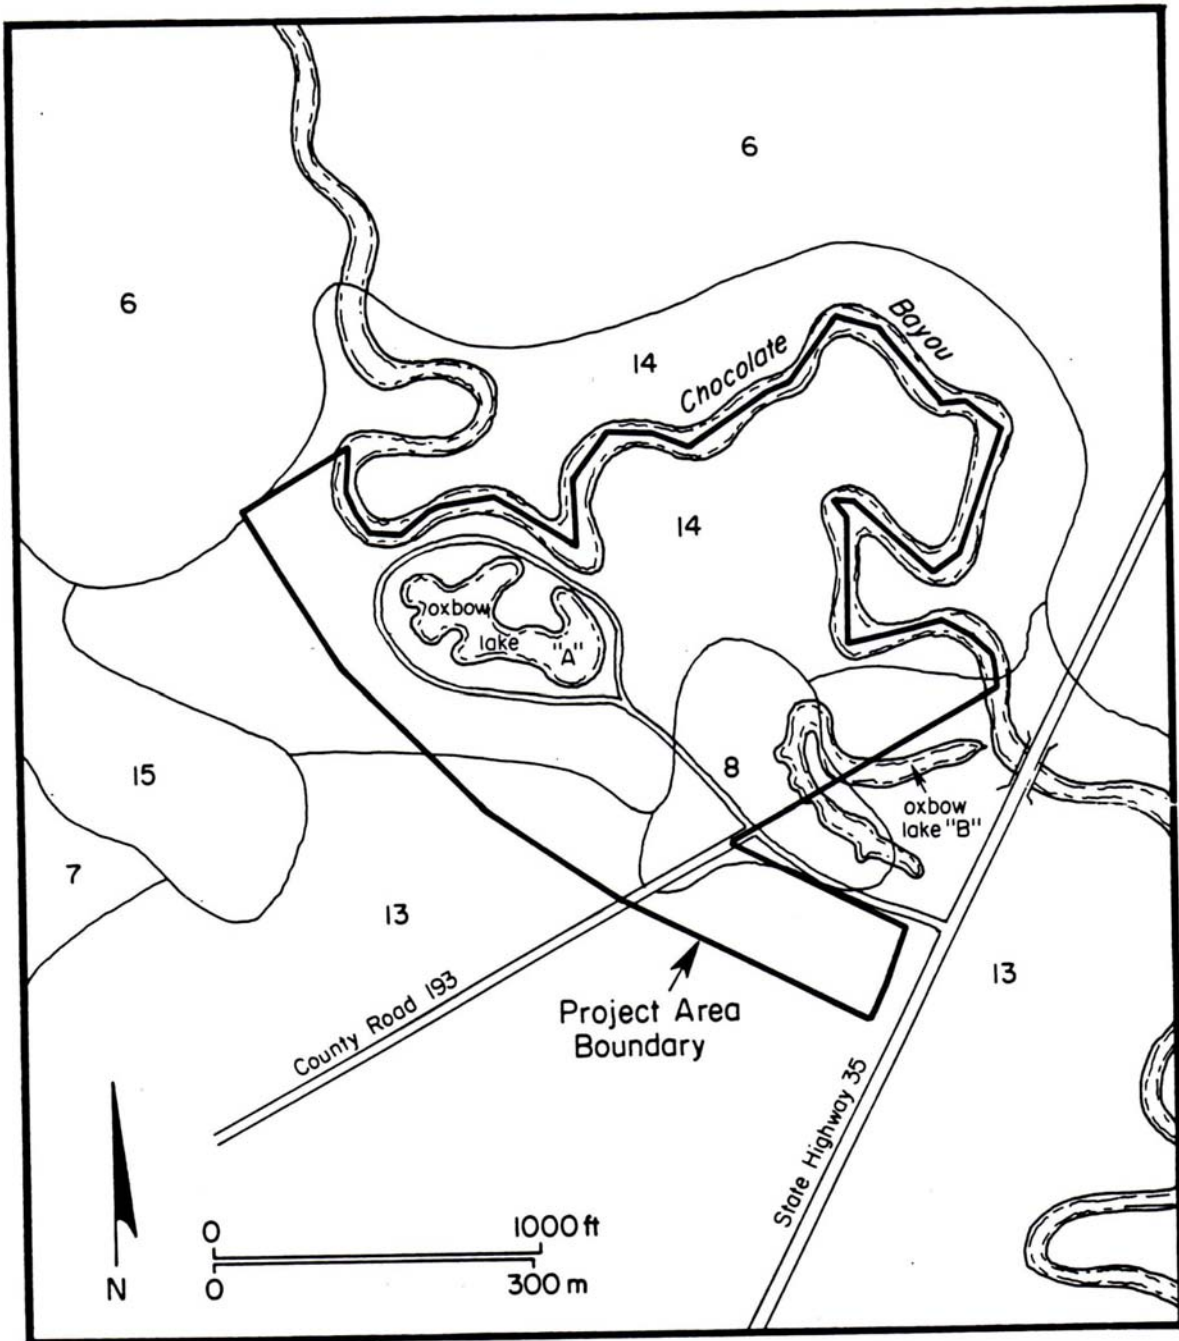 6
6
Chocolate Bayou
14
14
oxbow
lake "A"
8
oxbow
lake "B"
15
7
13
13
County Road 193
Project Area
Boundary
State Highway 35
N
0 1000 ft
0 300 m